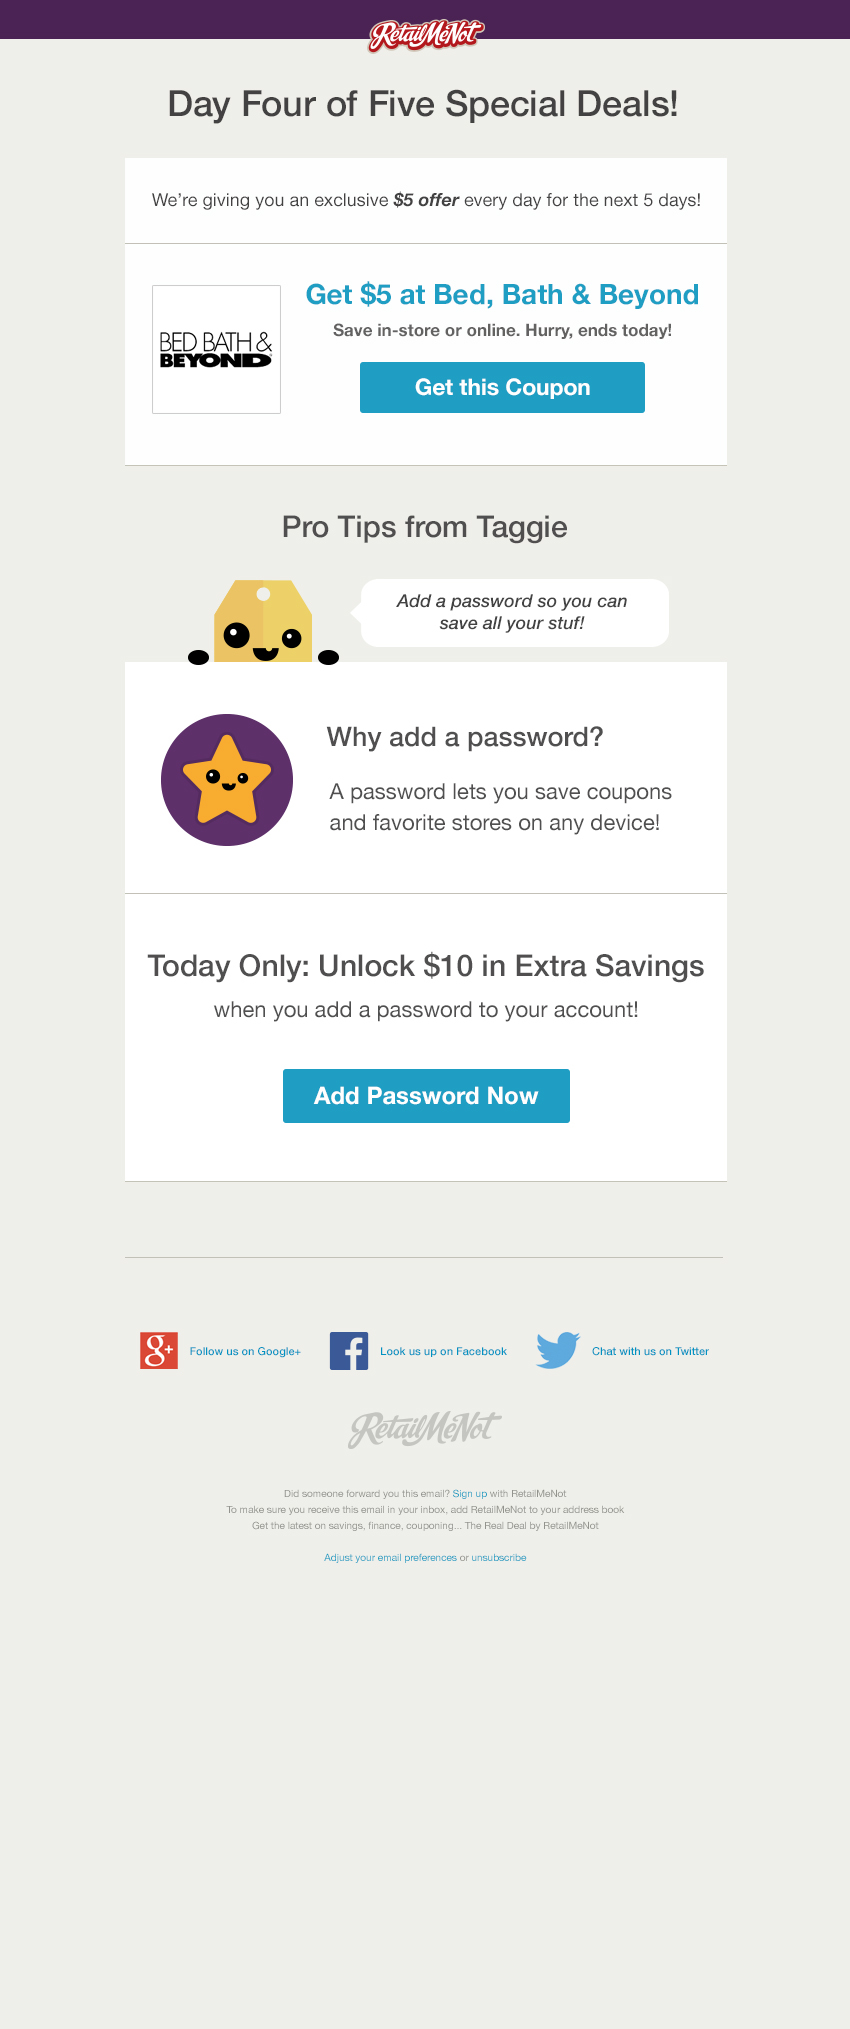 RetailMeNot
Day Four of Five Special Deals!
We're giving you an exclusive $5 offer every day for the next 5 days!
BED BATH &
BEYOND
Get $5 at Bed, Bath & Beyond
Save in-store or online. Hurry, ends today!
Get this Coupon
Pro Tips from Taggie
Add a password so you can
save all your stuf!
Why add a password?
A password lets you save coupons
and favorite stores on any device!
Today Only: Unlock $10 in Extra Savings
when you add a password to your account!
Add Password Now
g+ Follow us on Google+ f Look us up on Facebook Chat with us on Twitter
RetailMeNot
Did someone forward you this email? Sign up with RetailMeNot
To make sure you receive this email in your inbox, add RetailMeNot to your address book
Get the latest on savings, finance, couponing... The Real Deal by RetailMeNot
Adjust your email preferences or unsubscribe